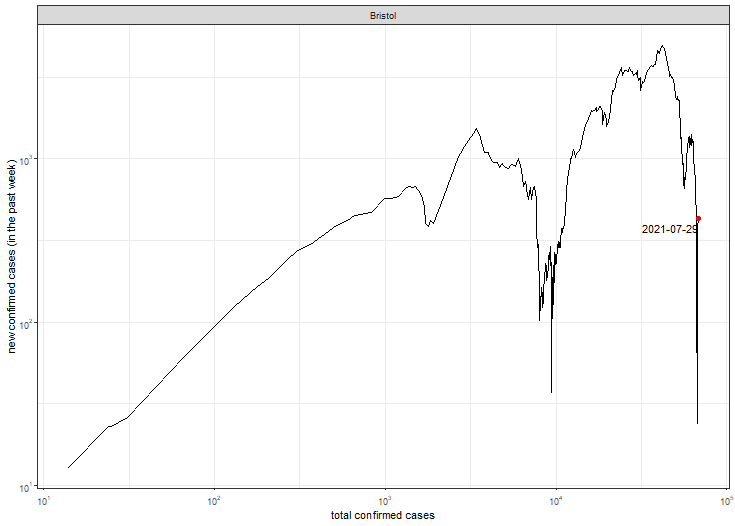 Bristol
new confirmed cases (in the past week)
10³
10²
10¹
2021-07-29
10¹ 10² 10³ 10⁴ 10⁵
total confirmed cases